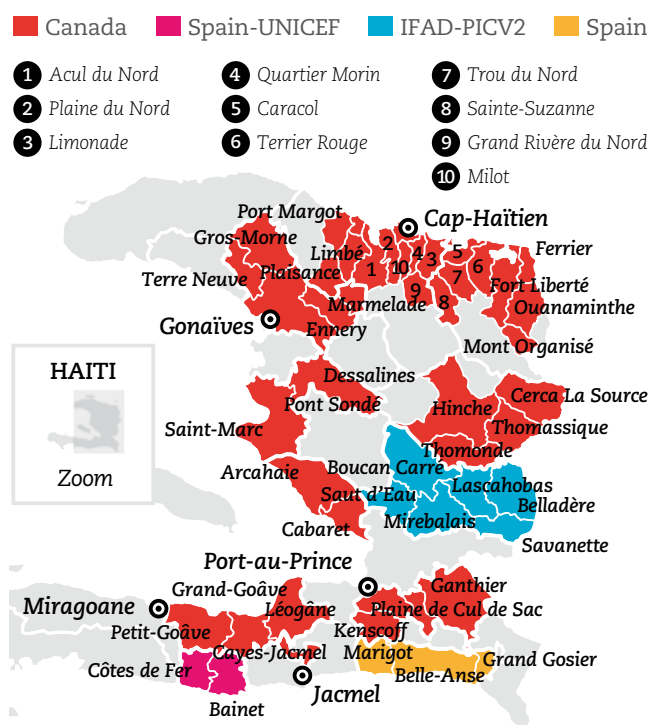 Canada Spain-UNICEF IFAD-PICV2 Spain
1 Acul du Nord
2 Plaine du Nord
3 Limonade
4 Quartier Morin
5 Caracol
6 Terrier Rouge
7 Trou du Nord
8 Sainte-Suzanne
9 Grand Rivère du Nord
10 Milot
Port Margot
Cap-Haïtien
Gros-Morne
Limbé
2
4
5
Ferrier
Terre Neuve
Plaisance
1
10
3
7
6
9
8
Fort Liberté
Marmelade
Ouanaminthe
Gonaïves
Ennery
Mont Organisé
HAITI
Zoom
Dessalines
Pont Sondé
Hinche
Cerca La Source
Saint-Marc
Thomassique
Thomonde
Arcahaie
Boucan Carré
Lascahobas
Saut d'Eau
Belladère
Cabaret
Mirebalais
Savanette
Port-au-Prince
Grand-Goâve
Ganthier
Miragoane
Léogâne
Plaine de Cul de Sac
Petit-Goâve
Kenscoff
Cayes-Jacmel
Marigot
Grand Gosier
Côtes de Fer
Belle-Anse
Jacmel
Bainet